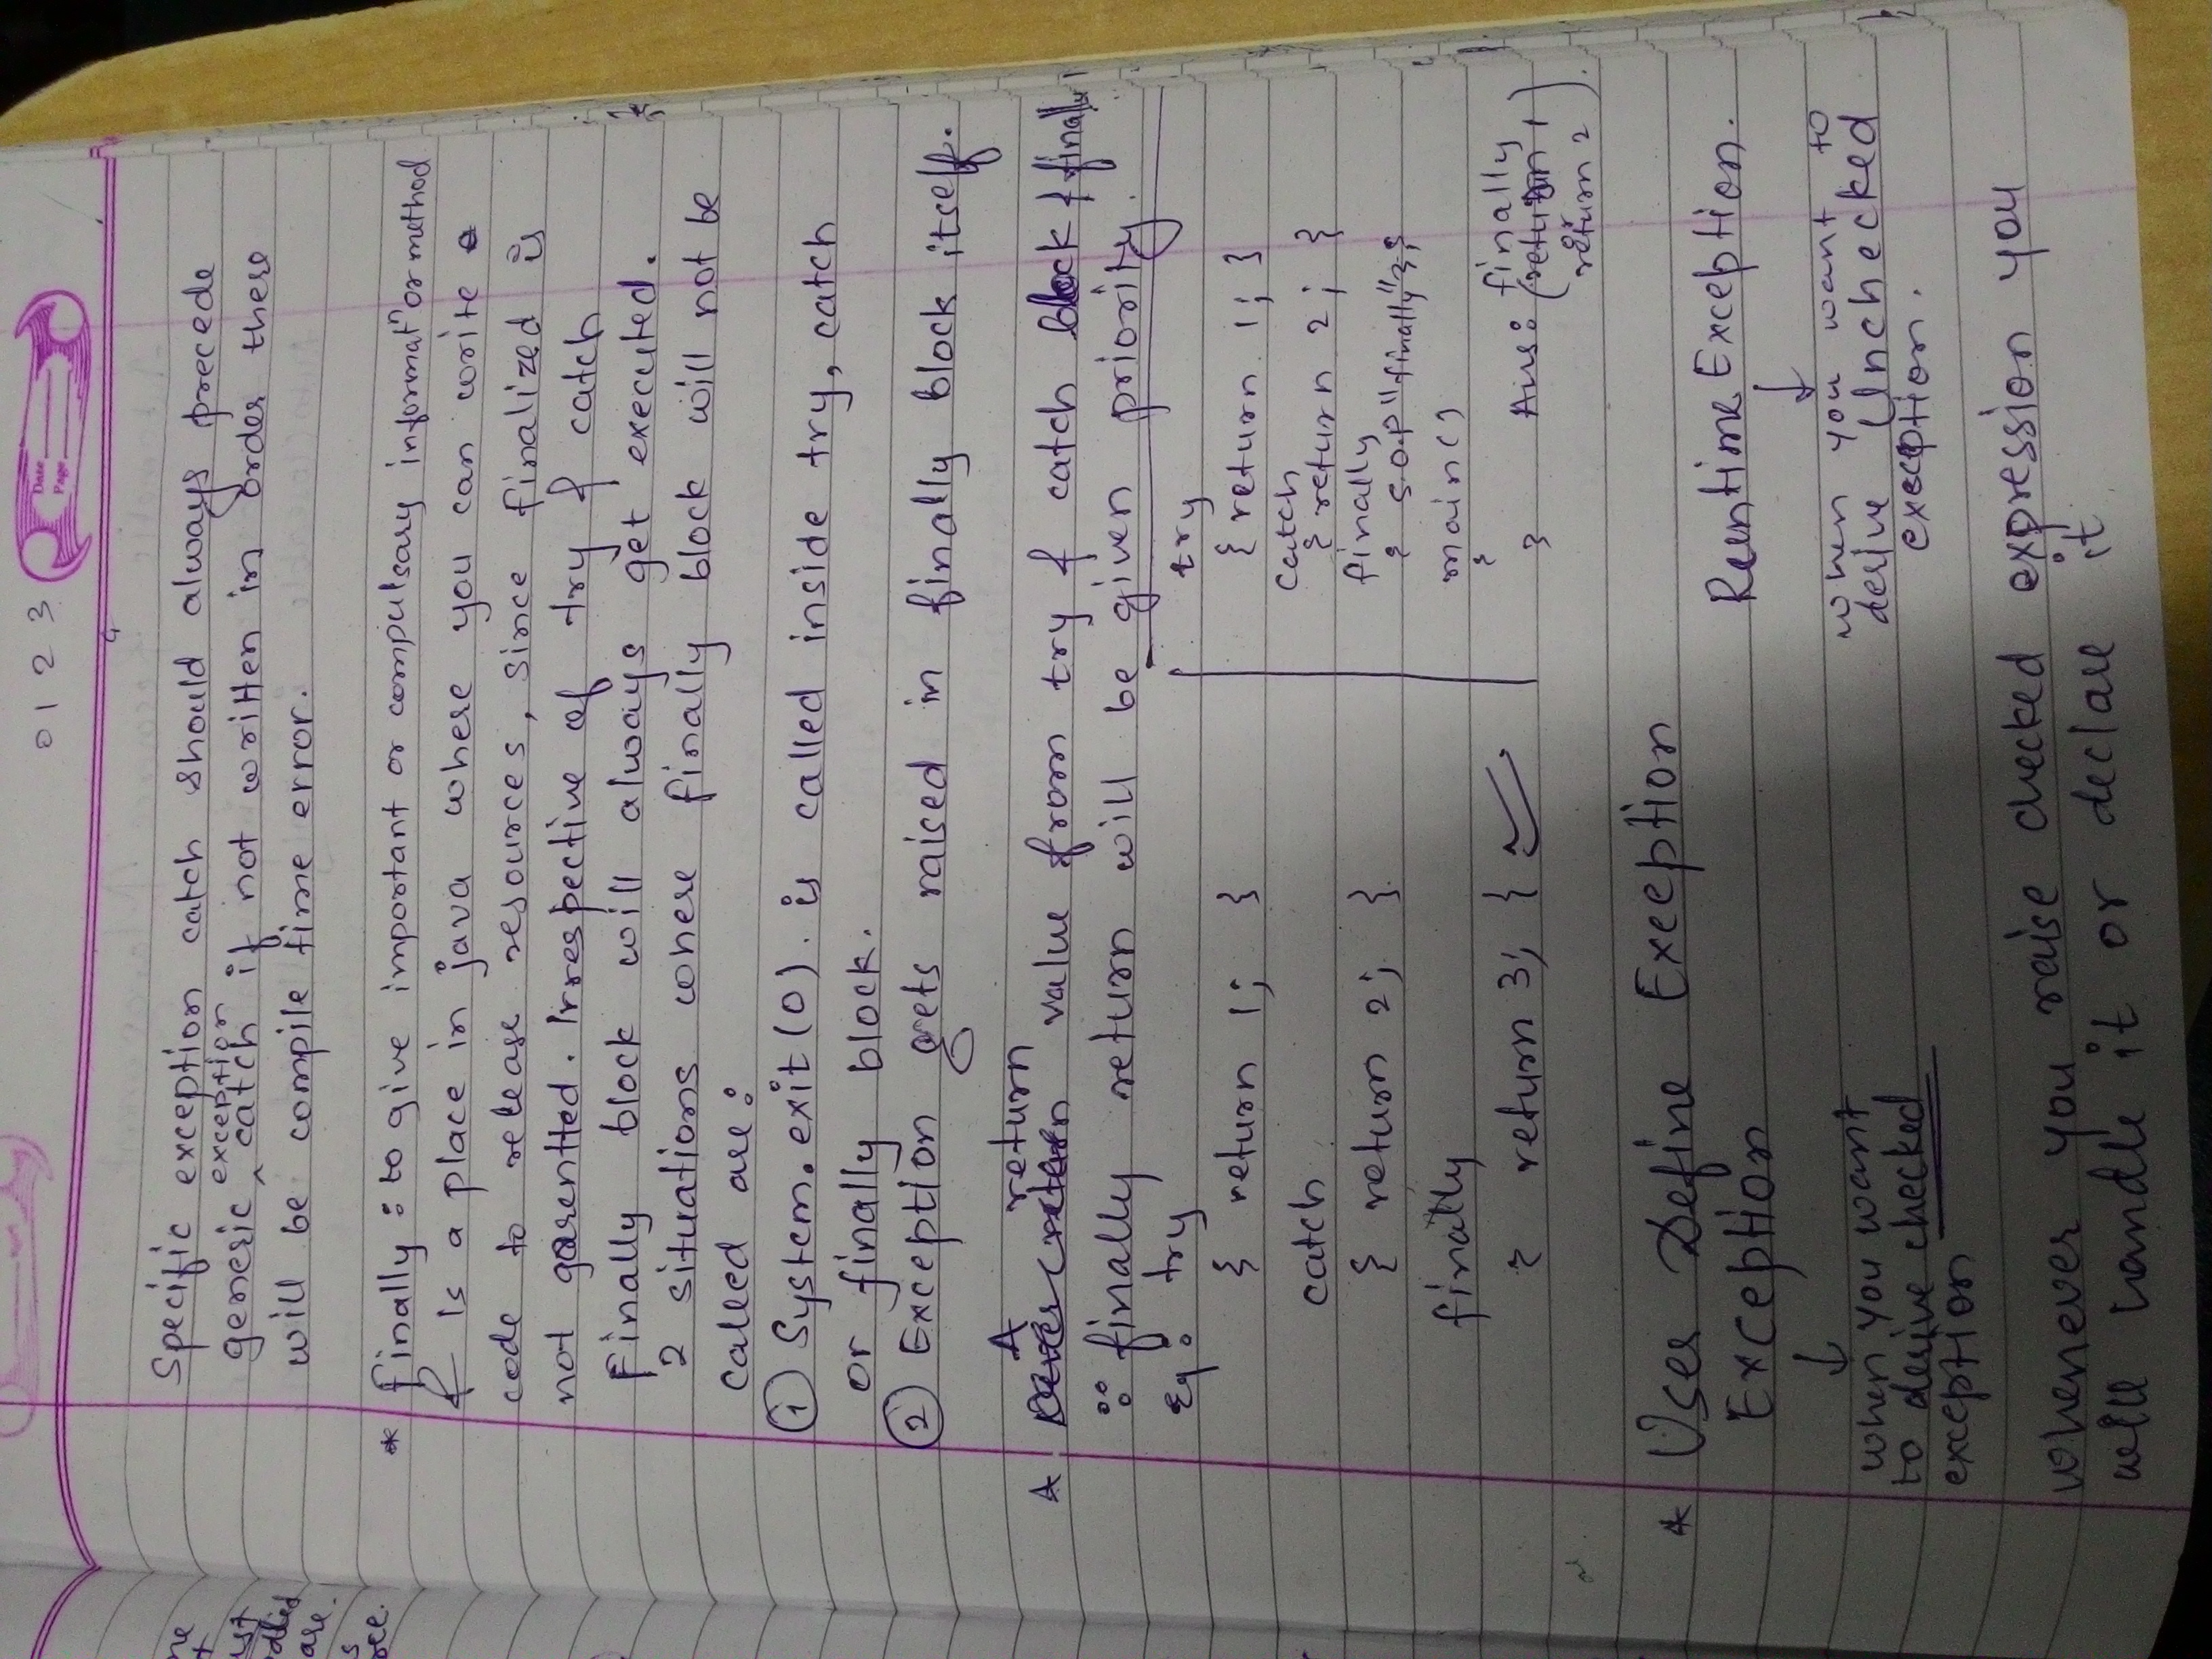 0 1 2 3
Date
Page
Specific exception catch should always precede
generic exception catch if not written in order there
will be compile time error.
* finally : to give important or compulsary informatⁿ or method
& Is a place in java where you can write
code to release resources, since finalized is
not garentted. Irrespective of try & catch
Finally block will always get executed.
2 situations where finally block will not be
called are :
① System.exit(0). is called inside try, catch
or finally block.
② Exception gets raised in finally block itself.
A return
* value from try & catch block & finally
∴ finally return will be given priority.
Eg : try
{ return 1; }
catch
{ return 2; }
finally
{ return 3; }
try
{ return 1; }
catch
{ return 2; }
finally
{ S.O.P "finally" };
main()
{
}
Ans : finally
(return 1
or
return 2).
* User Define Exception
Exception
↓
when you want
to derive checked
exception
Runtime Exception.
↓
when you want to
derive Unchecked
exception.
whenever you raise checked expression you
will handle it or declare it
ne
ust
are.
s